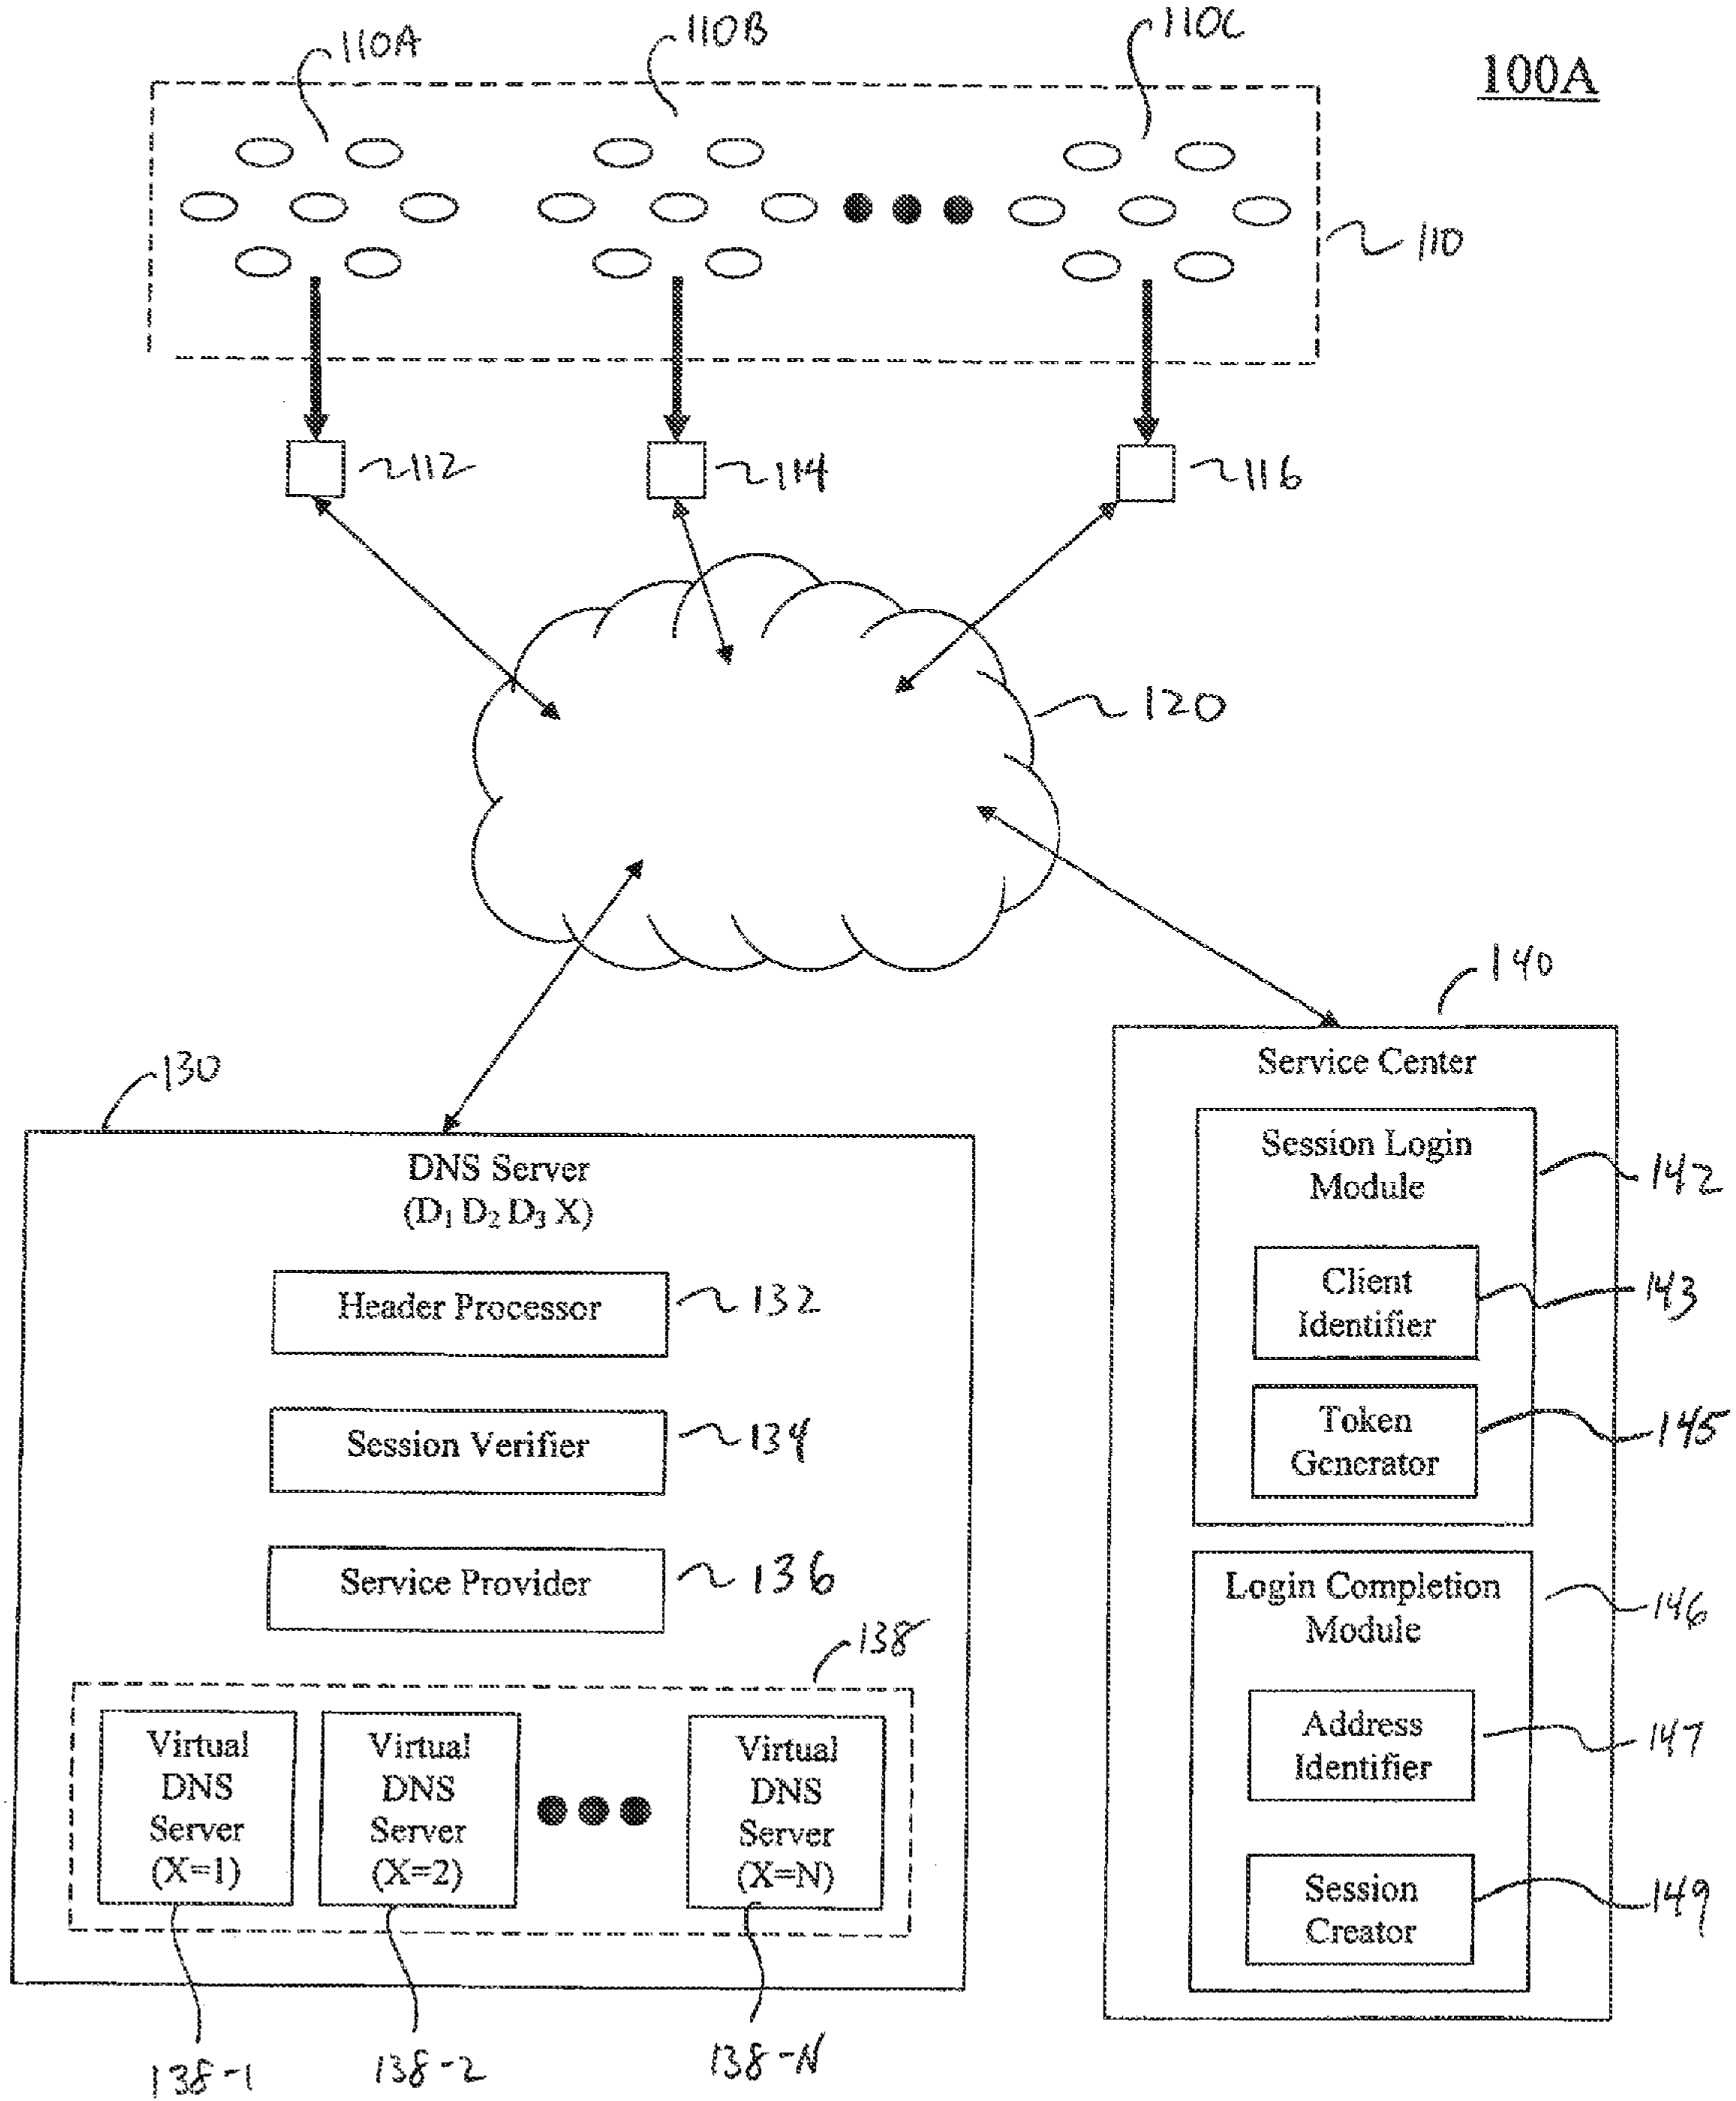 110A
110B
110C
100A
110
112
114
116
120
140
130
Service Center
DNS Server
(D1 D2 D3 X)
Session Login
Module
142
Header Processor
132
Client
Identifier
143
Session Verifier
134
Token
Generator
145
Service Provider
136
Login Completion
Module
146
138
Virtual
DNS
Server
(X=1)
Virtual
DNS
Server
(X=2)
Virtual
DNS
Server
(X=N)
Address
Identifier
147
Session
Creator
149
138-1
138-2
138-N